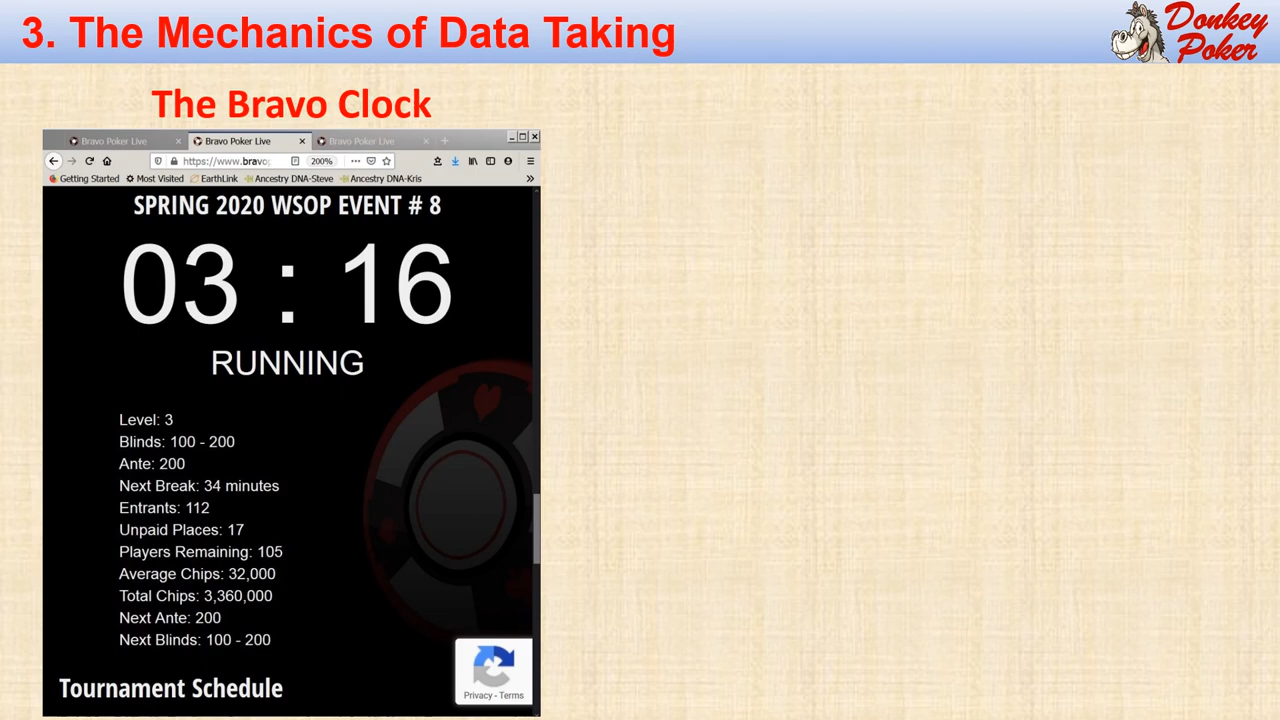 3. The Mechanics of Data Taking
Donkey
Poker
The Bravo Clock
Bravo Poker Live
Bravo Poker Live
Bravo Poker Live
https://www.bravop
200%
Getting Started
Most Visited
EarthLink
Ancestry DNA-Steve
Ancestry DNA-Kris
SPRING 2020 WSOP EVENT # 8
03 : 16
RUNNING
Level: 3
Blinds: 100 - 200
Ante: 200
Next Break: 34 minutes
Entrants: 112
Unpaid Places: 17
Players Remaining: 105
Average Chips: 32,000
Total Chips: 3,360,000
Next Ante: 200
Next Blinds: 100 - 200
Privacy - Terms
Tournament Schedule